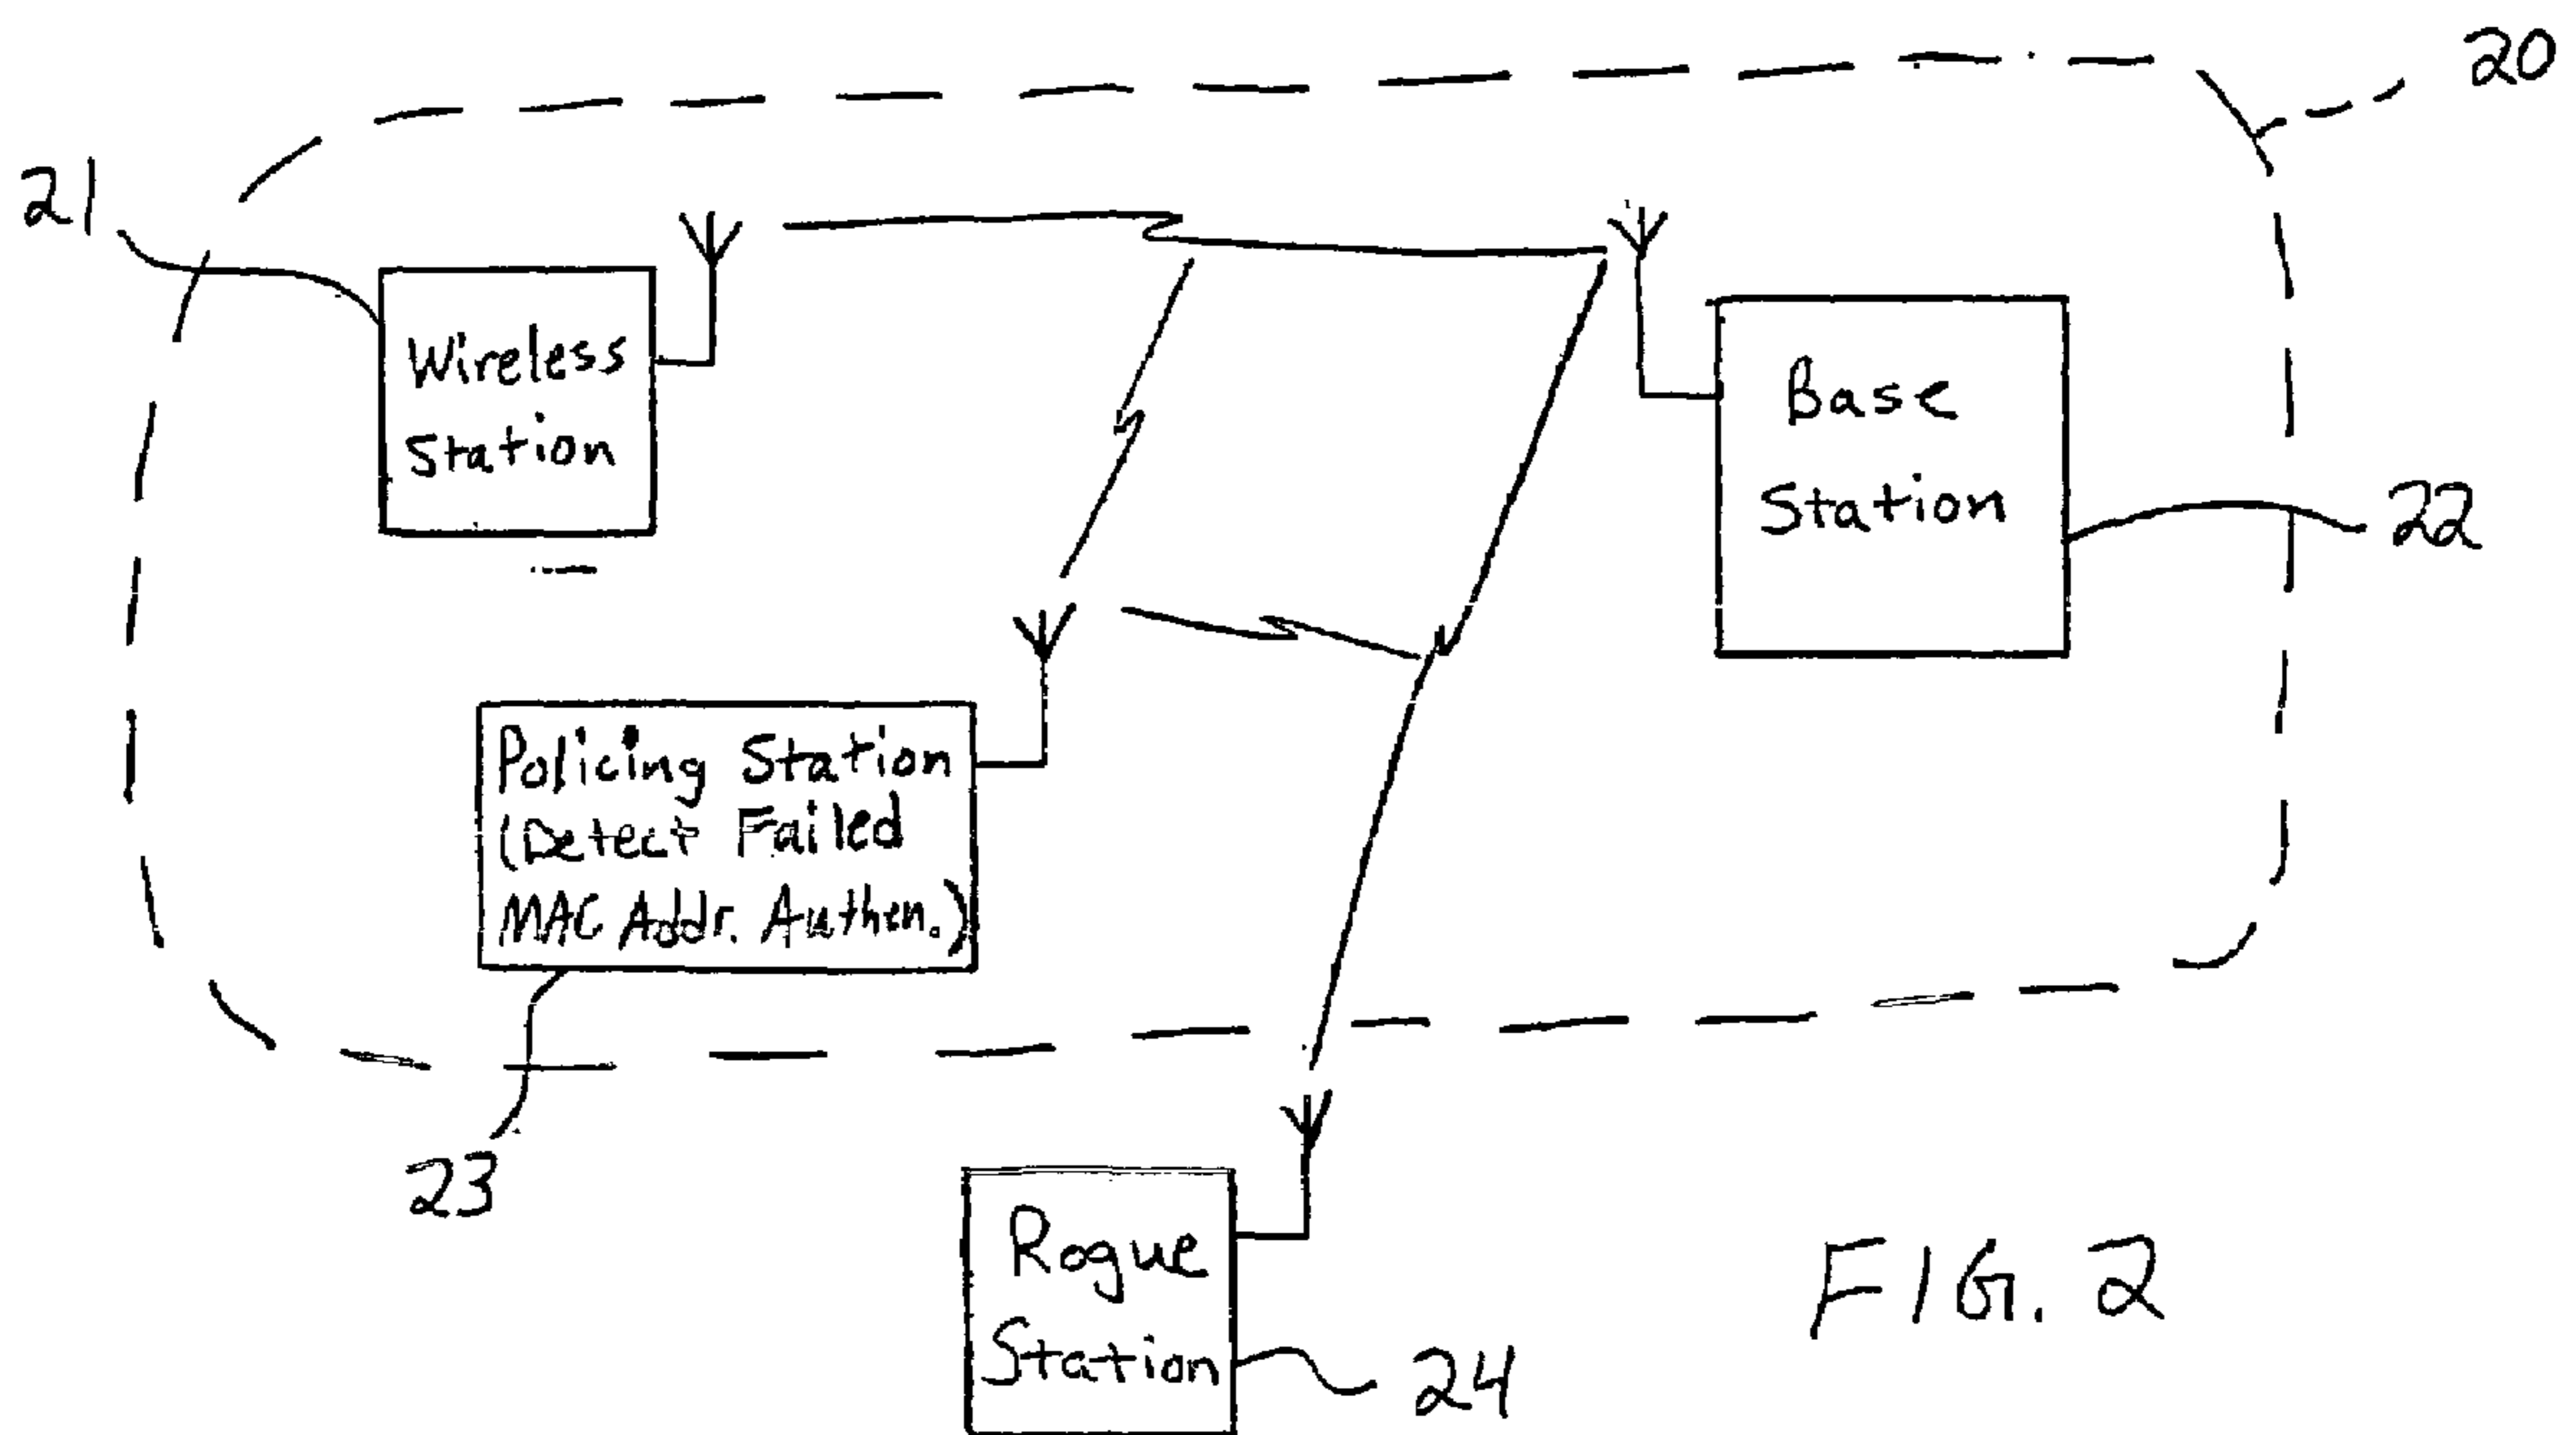 20
21
Wireless
Station
Base
Station
22
Policing Station
(Detect Failed
MAC Addr. Authen.)
23
Rogue
Station
24
FIG. 2